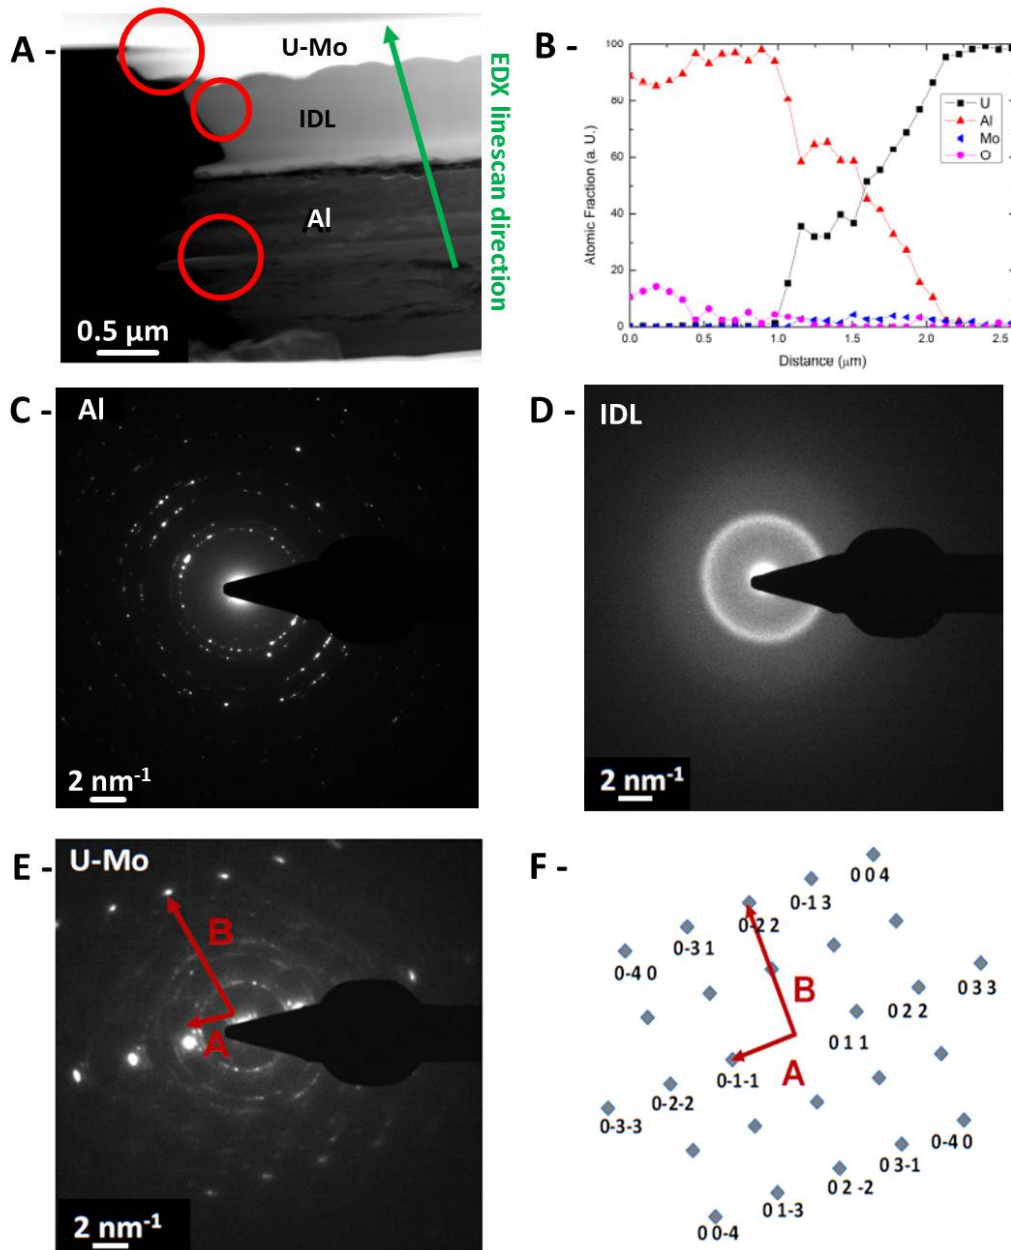 A -
U-Mo
IDL
Al
0.5 μm
EDX linescan direction
B -
100
80
60
40
20
0
Atomic Fraction (a. U.)
U
Al
Mo
O
0.0 0.5 1.0 1.5 2.0 2.5
Distance (μm)
C -
Al
2 nm-1
D -
IDL
2 nm-1
E -
U-Mo
B
A
2 nm-1
F -
0 0 4
0-1 3
0-2 2
0-3 1
0-4 0
0 3 3
0 2 2
B
0 1 1
A
0-1-1
0-2-2
0-3-3
0-4 0
0 3-1
0 2 -2
0 1-3
0 0-4